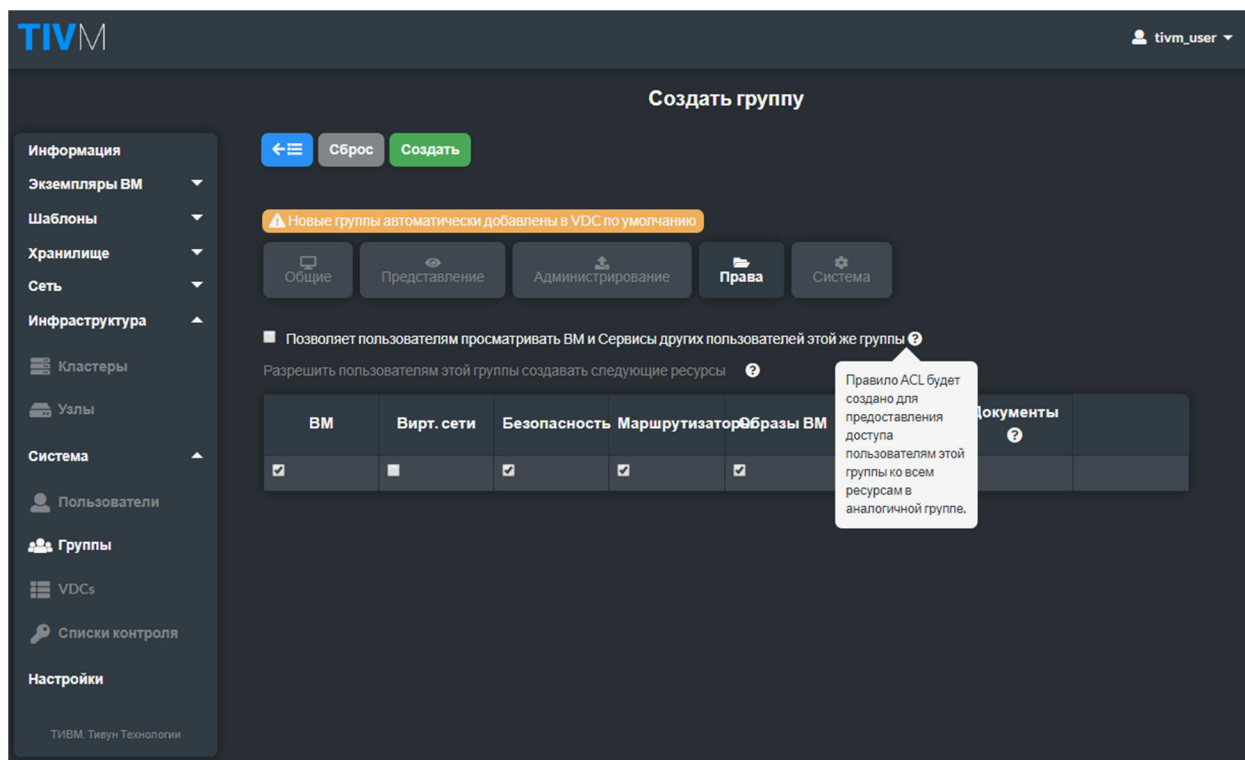 TIVM
tivm_user
Создать группу
Информация
Экземпляры ВМ
Шаблоны
Хранилище
Сеть
Инфраструктура
Кластеры
Узлы
Система
Пользователи
Группы
VDCs
Списки контроля
Настройки
ТИВМ. Тивун Технологии
Сброс
Создать
Новые группы автоматически добавлены в VDC по умолчанию
Общие
Представление
Администрирование
Права
Система
Позволяет пользователям просматривать ВМ и Сервисы других пользователей этой же группы ?
Разрешить пользователям этой группы создавать следующие ресурсы ?
Правило ACL будет
создано для
предоставления
доступа
пользователям этой
группы ко всем
ресурсам в
аналогичной группе.
ВМ
Вирт. сети
Безопасность
Образы ВМ
?